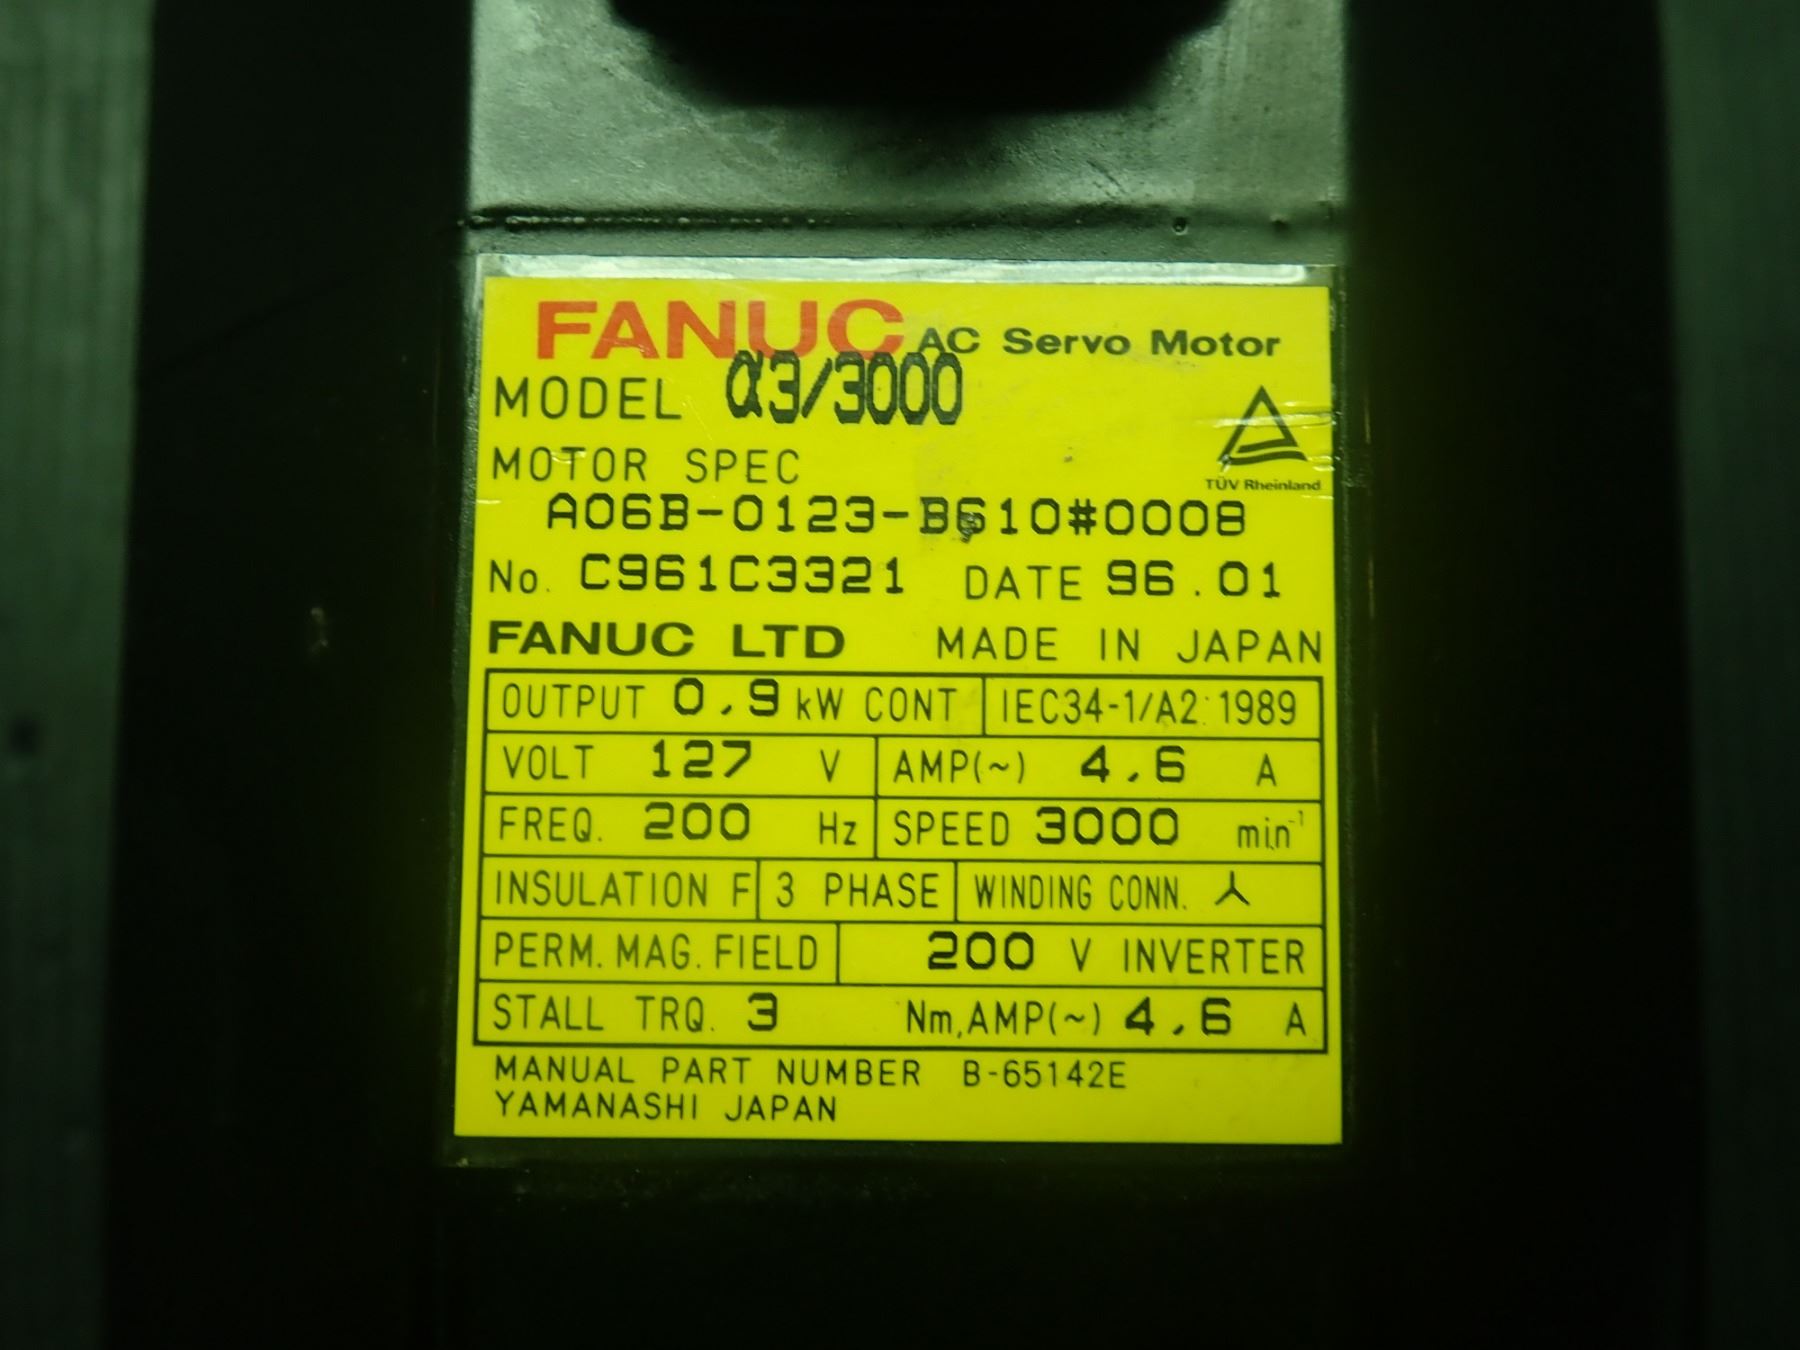 FANUC AC Servo Motor
MODEL α3/3000
TÜV Rheinland
MOTOR SPEC
A06B-0123-B610#0008
No. C961C3321 DATE 96.01
FANUC LTD MADE IN JAPAN
OUTPUT 0.9 kW CONT IEC34-1/A2:1989
VOLT 127 V AMP(~) 4.6 A
FREQ. 200 Hz SPEED 3000 min⁻¹
INSULATION F 3 PHASE WINDING CONN.
PERM. MAG. FIELD 200 V INVERTER
STALL TRQ. 3 Nm, AMP(~) 4.6 A
MANUAL PART NUMBER B-65142E
YAMANASHI JAPAN